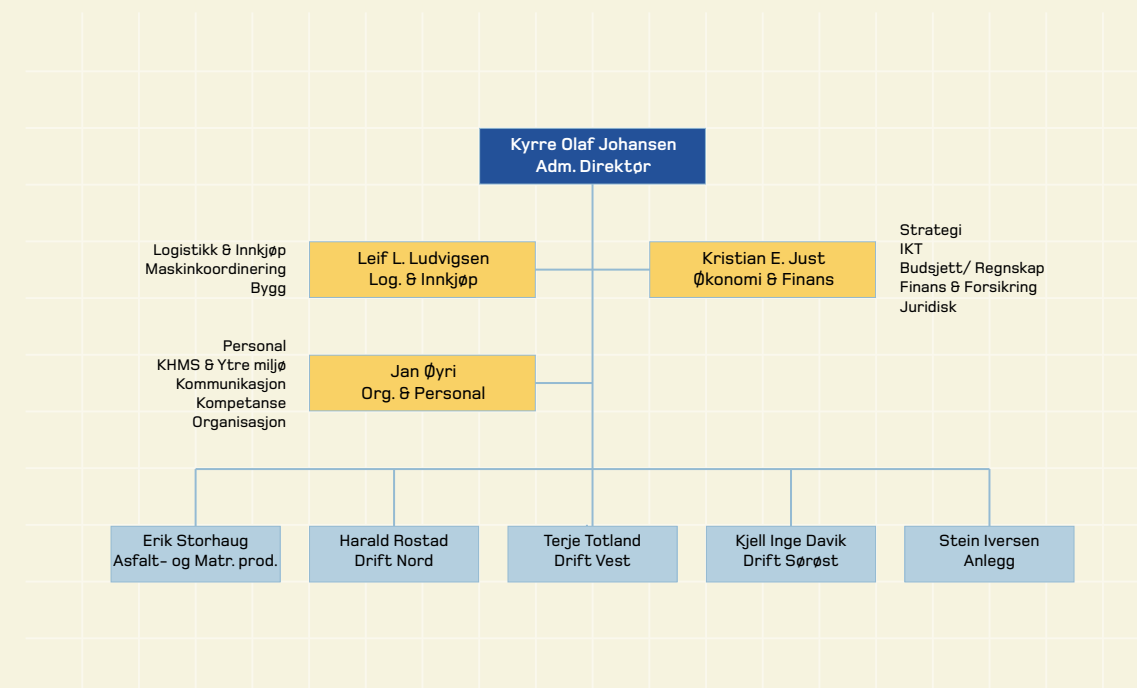 Kyrre Olaf Johansen
Adm. Direktør
Logistikk & Innkjøp
Maskinkoordinering
Bygg
Leif L. Ludvigsen
Log. & Innkjøp
Kristian E. Just
Økonomi & Finans
Strategi
IKT
Budsjett/ Regnskap
Finans & Forsikring
Juridisk
Personal
KHMS & Ytre miljø
Kommunikasjon
Kompetanse
Organisasjon
Jan Øyri
Org. & Personal
Erik Storhaug
Asfalt- og Matr. prod.
Harald Rostad
Drift Nord
Terje Totland
Drift Vest
Kjell Inge Davik
Drift Sørøst
Stein Iversen
Anlegg